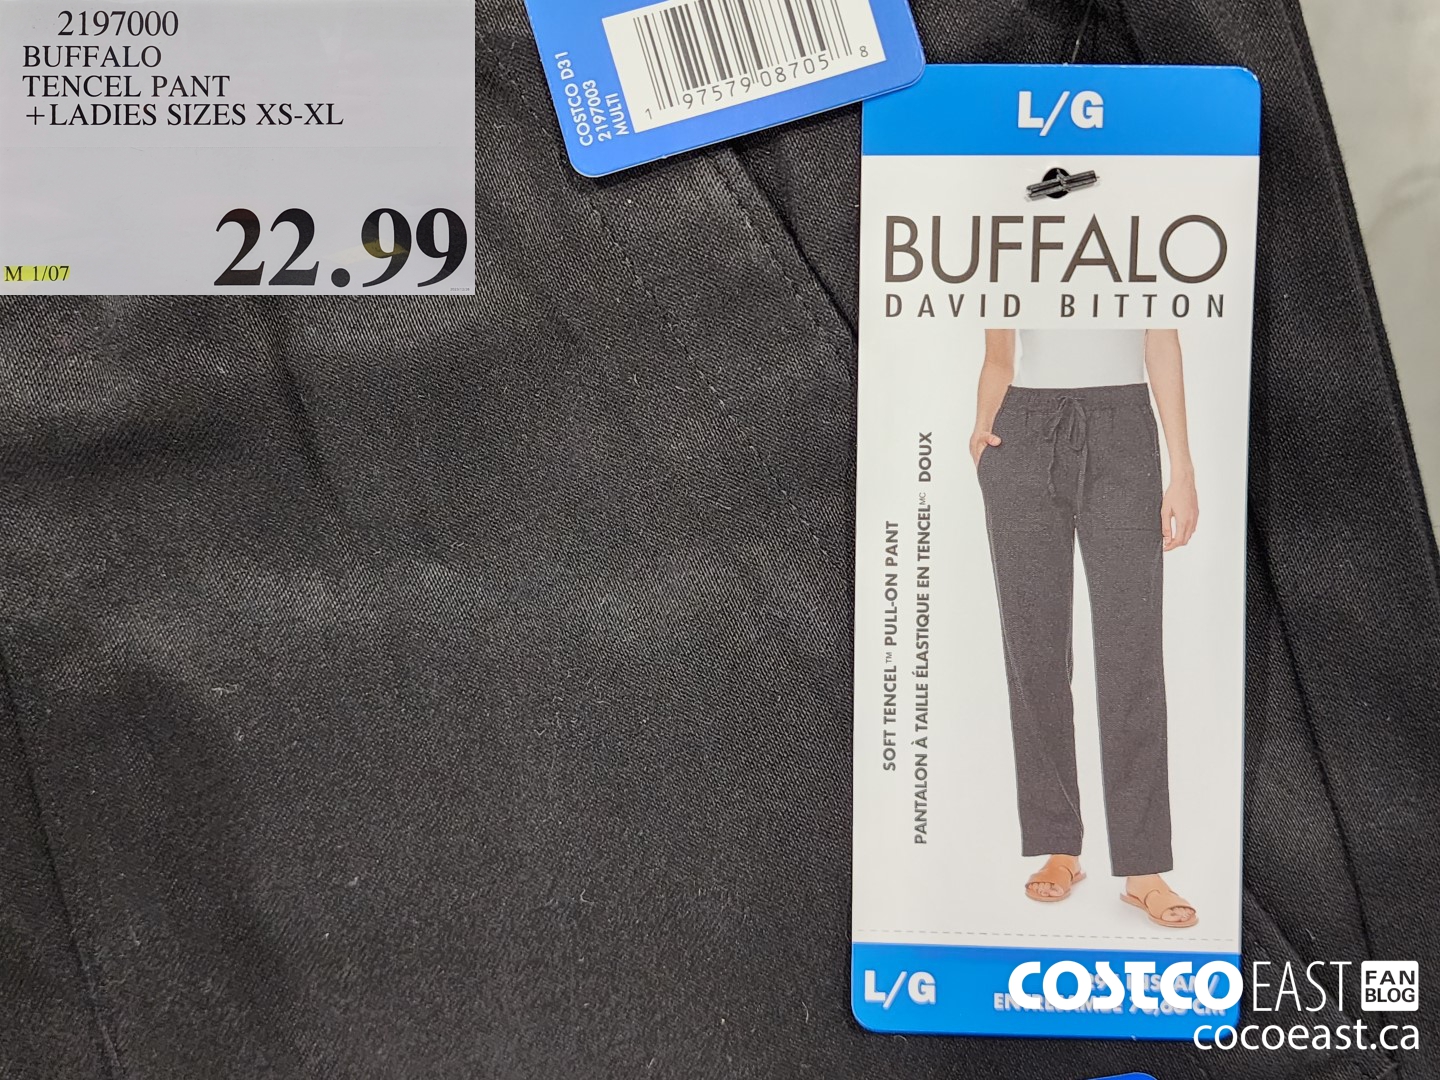 2197000
BUFFALO
TENCEL PANT
+LADIES SIZES XS-XL
22.99
M 1/07
COSTCO D31
2197003
MULTI
1 97579 08705 8
L/G
BUFFALO
DAVID BITTON
SOFT TENCEL™ PULL-ON PANT
PANTALON À TAILLE ÉLASTIQUE EN TENCEL MC DOUX
L/G
COSTCO EAST FAN BLOG
cocoeast.ca